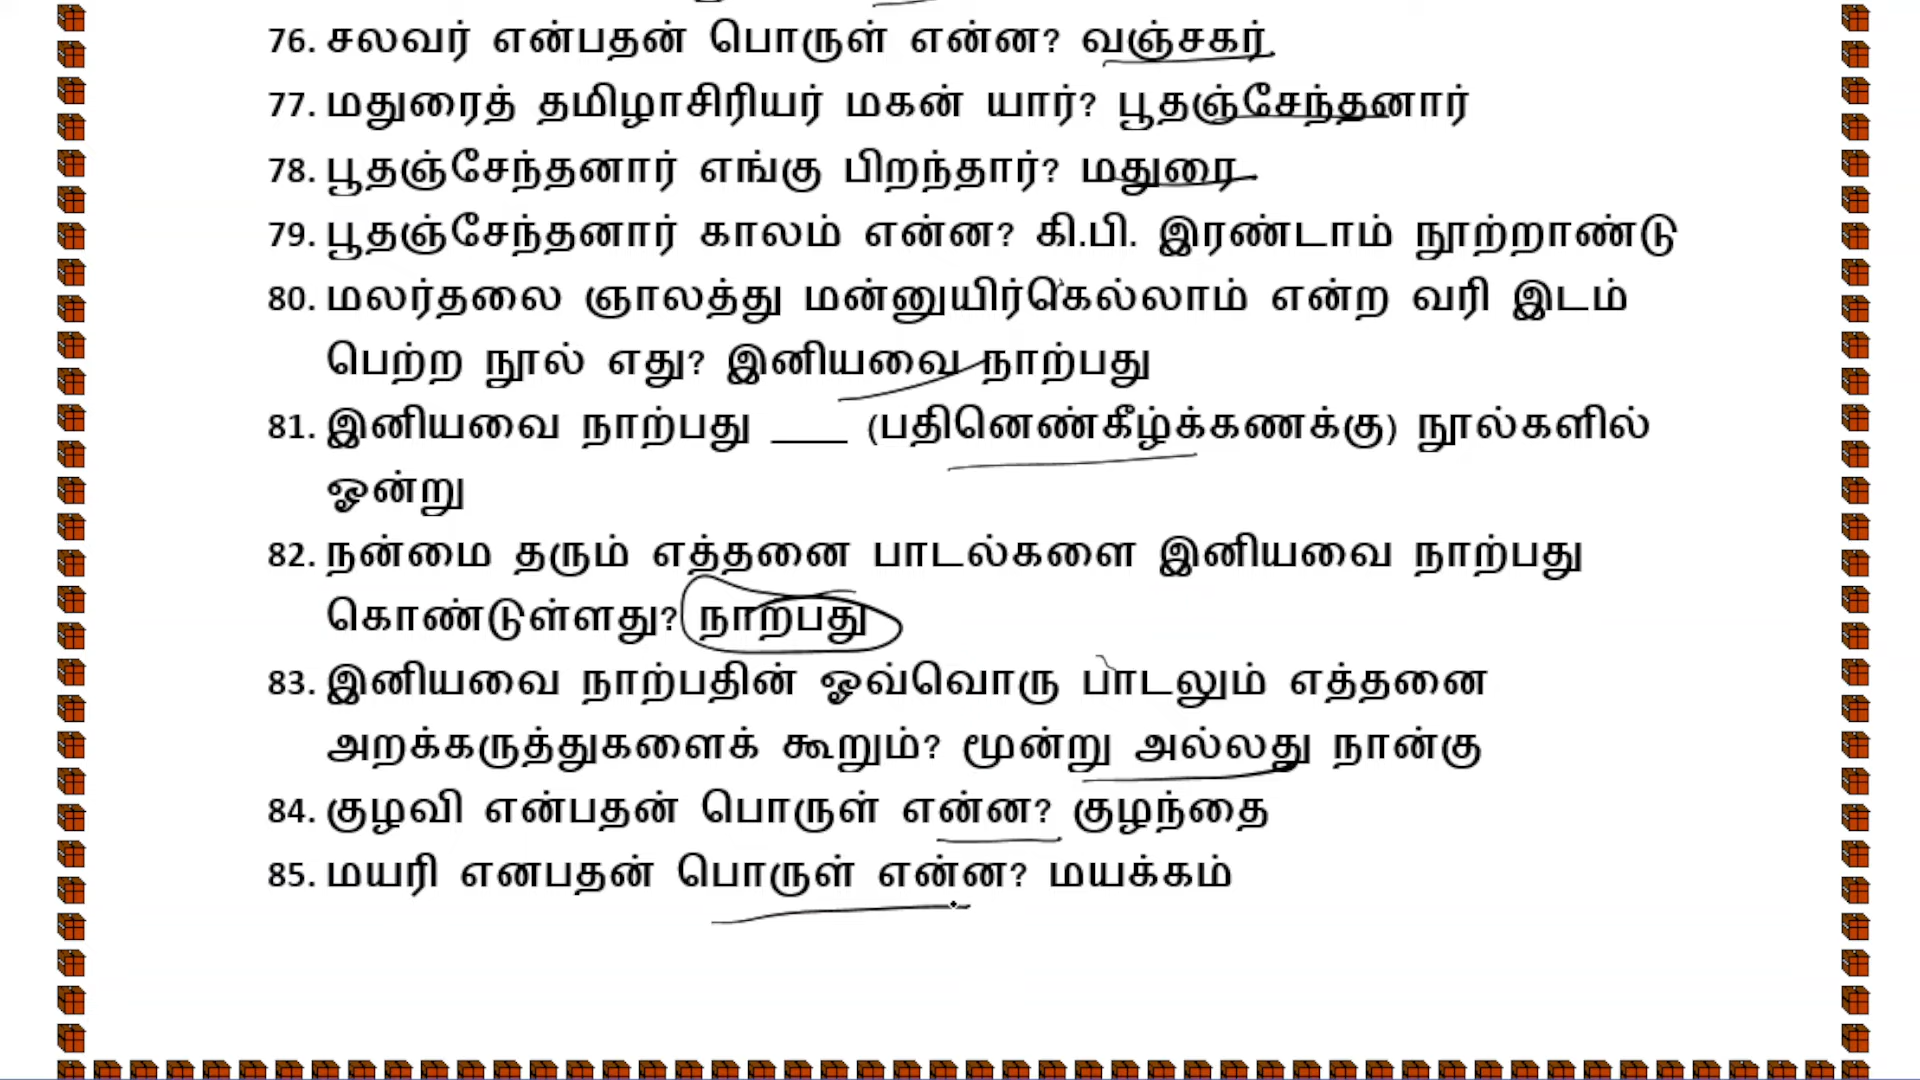 76. சலவர் என்பதன் பொருள் என்ன? வஞ்சகர்.
77. மதுரைத் தமிழாசிரியர் மகன் யார்? பூதஞ்சேந்தனார்
78. பூதஞ்சேந்தனார் எங்கு பிறந்தார்? மதுரை
79. பூதஞ்சேந்தனார் காலம் என்ன? கி.பி. இரண்டாம் நூற்றாண்டு
80. மலர்தலை ஞாலத்து மன்னுயிர்கெல்லாம் என்ற வரி இடம்
பெற்ற நூல் எது? இனியவை நாற்பது
81. இனியவை நாற்பது ____ (பதினெண்கீழ்க்கணக்கு) நூல்களில்
ஓன்று
82. நன்மை தரும் எத்தனை பாடல்களை இனியவை நாற்பது
கொண்டுள்ளது? நாற்பது
83. இனியவை நாற்பதின் ஓவ்வொரு பாடலும் எத்தனை
அறக்கருத்துகளைக் கூறும்? மூன்று அல்லது நான்கு
84. குழவி என்பதன் பொருள் என்ன? குழந்தை
85. மயரி எனபதன் பொருள் என்ன? மயக்கம்